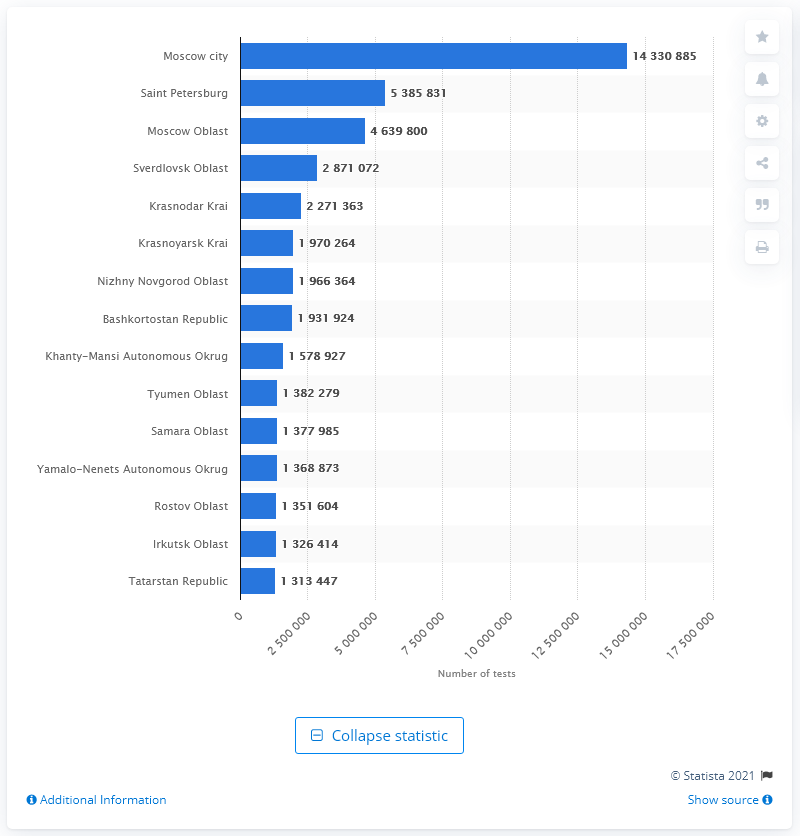 Moscow city 14 330 885
Saint Petersburg 5 385 831
Moscow Oblast 4 639 800
Sverdlovsk Oblast 2 871 072
Krasnodar Krai 2 271 363
Krasnoyarsk Krai 1 970 264
Nizhny Novgorod Oblast 1 966 364
Bashkortostan Republic 1 931 924
Khanty-Mansi Autonomous Okrug 1 578 927
Tyumen Oblast 1 382 279
Samara Oblast 1 377 985
Yamalo-Nenets Autonomous Okrug 1 368 873
Rostov Oblast 1 351 604
Irkutsk Oblast 1 326 414
Tatarstan Republic 1 313 447
0 2 500 000 5 000 000 7 500 000 10 000 000 12 500 000 15 000 000 17 500 000
Number of tests
Collapse statistic
© Statista 2021
Additional Information Show source